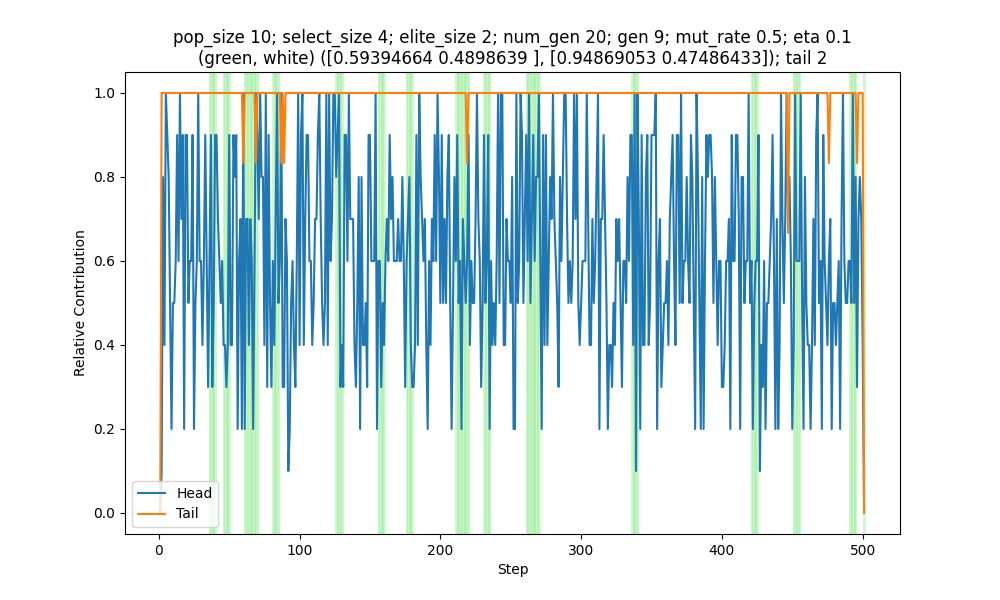 pop_size 10; select_size 4; elite_size 2; num_gen 20; gen 9; mut_rate 0.5; eta 0.1
(green, white) ([0.59394664 0.4898639 ], [0.94869053 0.47486433]); tail 2
1.0
0.8
0.6
0.4
0.2
0.0
Relative Contribution
Head
Tail
0
100
200
300
400
500
Step